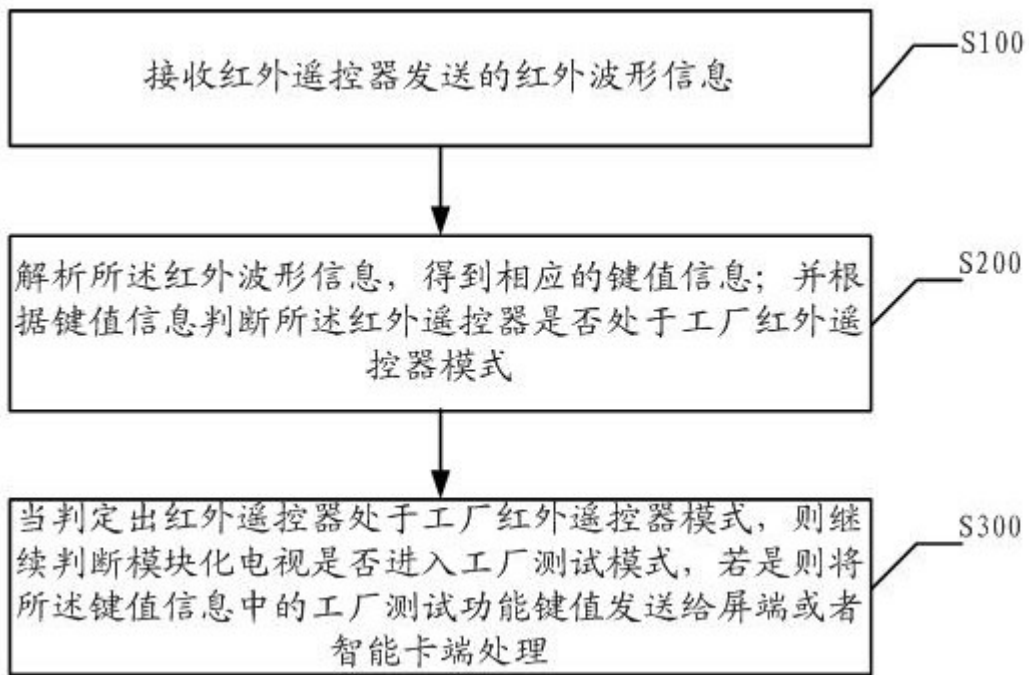 接收红外遥控器发送的红外波形信息
S100
解析所述红外波形信息，得到相应的键值信息；并根
据键值信息判断所述红外遥控器是否处于工厂红外遥
控器模式
S200
当判定出红外遥控器处于工厂红外遥控器模式，则继
续判断模块化电视是否进入工厂测试模式，若是则将
所述键值信息中的工厂测试功能键值发送给屏端或者
智能卡端处理
S300